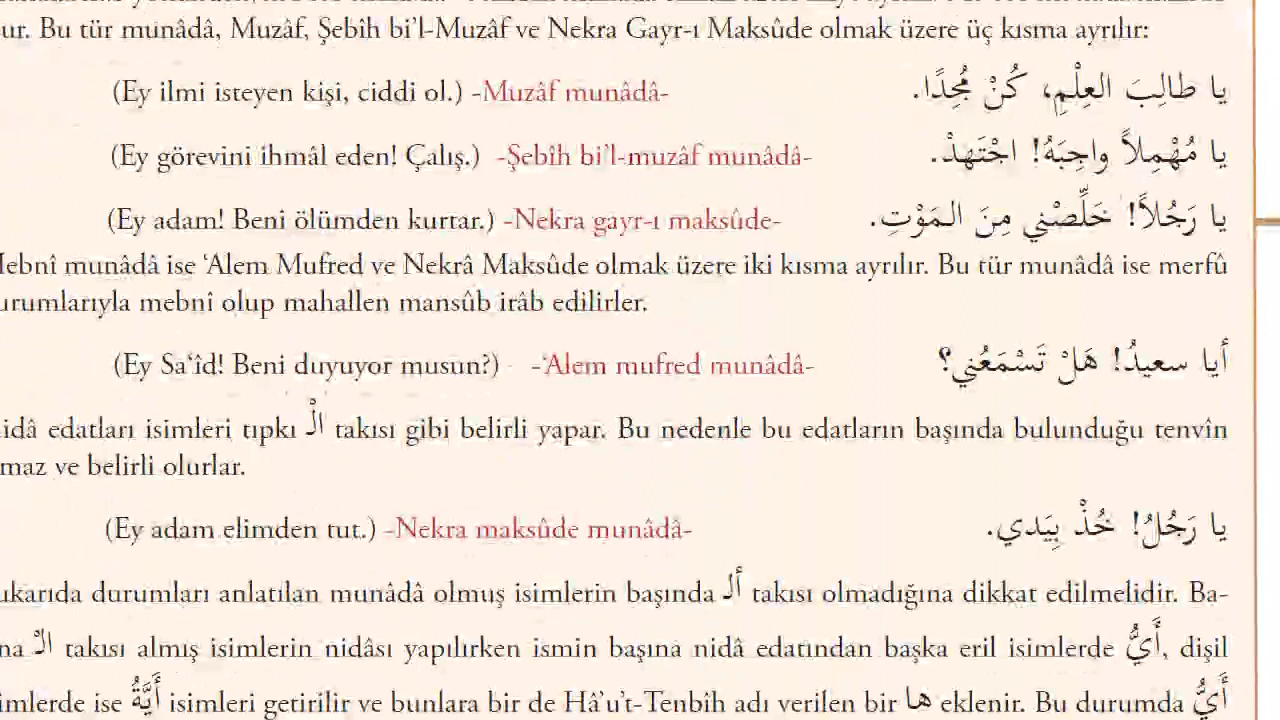 ur. Bu tür munâdâ, Muzâf, Şebîh bi'l-Muzâf ve Nekra Gayr-ı Maksûde olmak üzere üç kısma ayrılır:
(Ey ilmi isteyen kişi, ciddi ol.) -Muzâf munâdâ- يا طالِبَ العِلْمِ، كُنْ مُجِدًا.
(Ey görevini ihmâl eden! Çalış.) -Şebîh bi'l-muzâf munâdâ- يا مُهْمِلاً واجِبَهُ! اجْتَهِدْ.
(Ey adam! Beni ölümden kurtar.) -Nekra gayr-ı maksûde- يا رَجُلاً! خَلِّصْني مِنَ المَوْتِ.
Mebnî munâdâ ise 'Alem Mufred ve Nekrâ Maksûde olmak üzere iki kısma ayrılır. Bu tür munâdâ ise merfû
urumlarıyla mebnî olup mahallen mansûb irâb edilirler.
(Ey Sa'îd! Beni duyuyor musun?) -'Alem mufred munâdâ- أيا سعيدُ! هَلْ تَسْمَعُني؟
idâ edatları isimleri tıpkı الْ takısı gibi belirli yapar. Bu nedenle bu edatların başında bulunduğu tenvîn
maz ve belirli olurlar.
(Ey adam elimden tut.) -Nekra maksûde munâdâ- يا رَجُلُ! خُذْ بِيَدي.
ukarıda durumları anlatılan munâdâ olmuş isimlerin başında ألـ takısı olmadığına dikkat edilmelidir. Ba-
na الْـ takısı almış isimlerin nidâsı yapılırken ismin başına nidâ edatından başka eril isimlerde أَيُّ, dişil
imlerde ise أَيَّةُ isimleri getirilir ve bunlara bir de Hâ'u't-Tenbîh adı verilen bir ها eklenir. Bu durumda أَيُّ